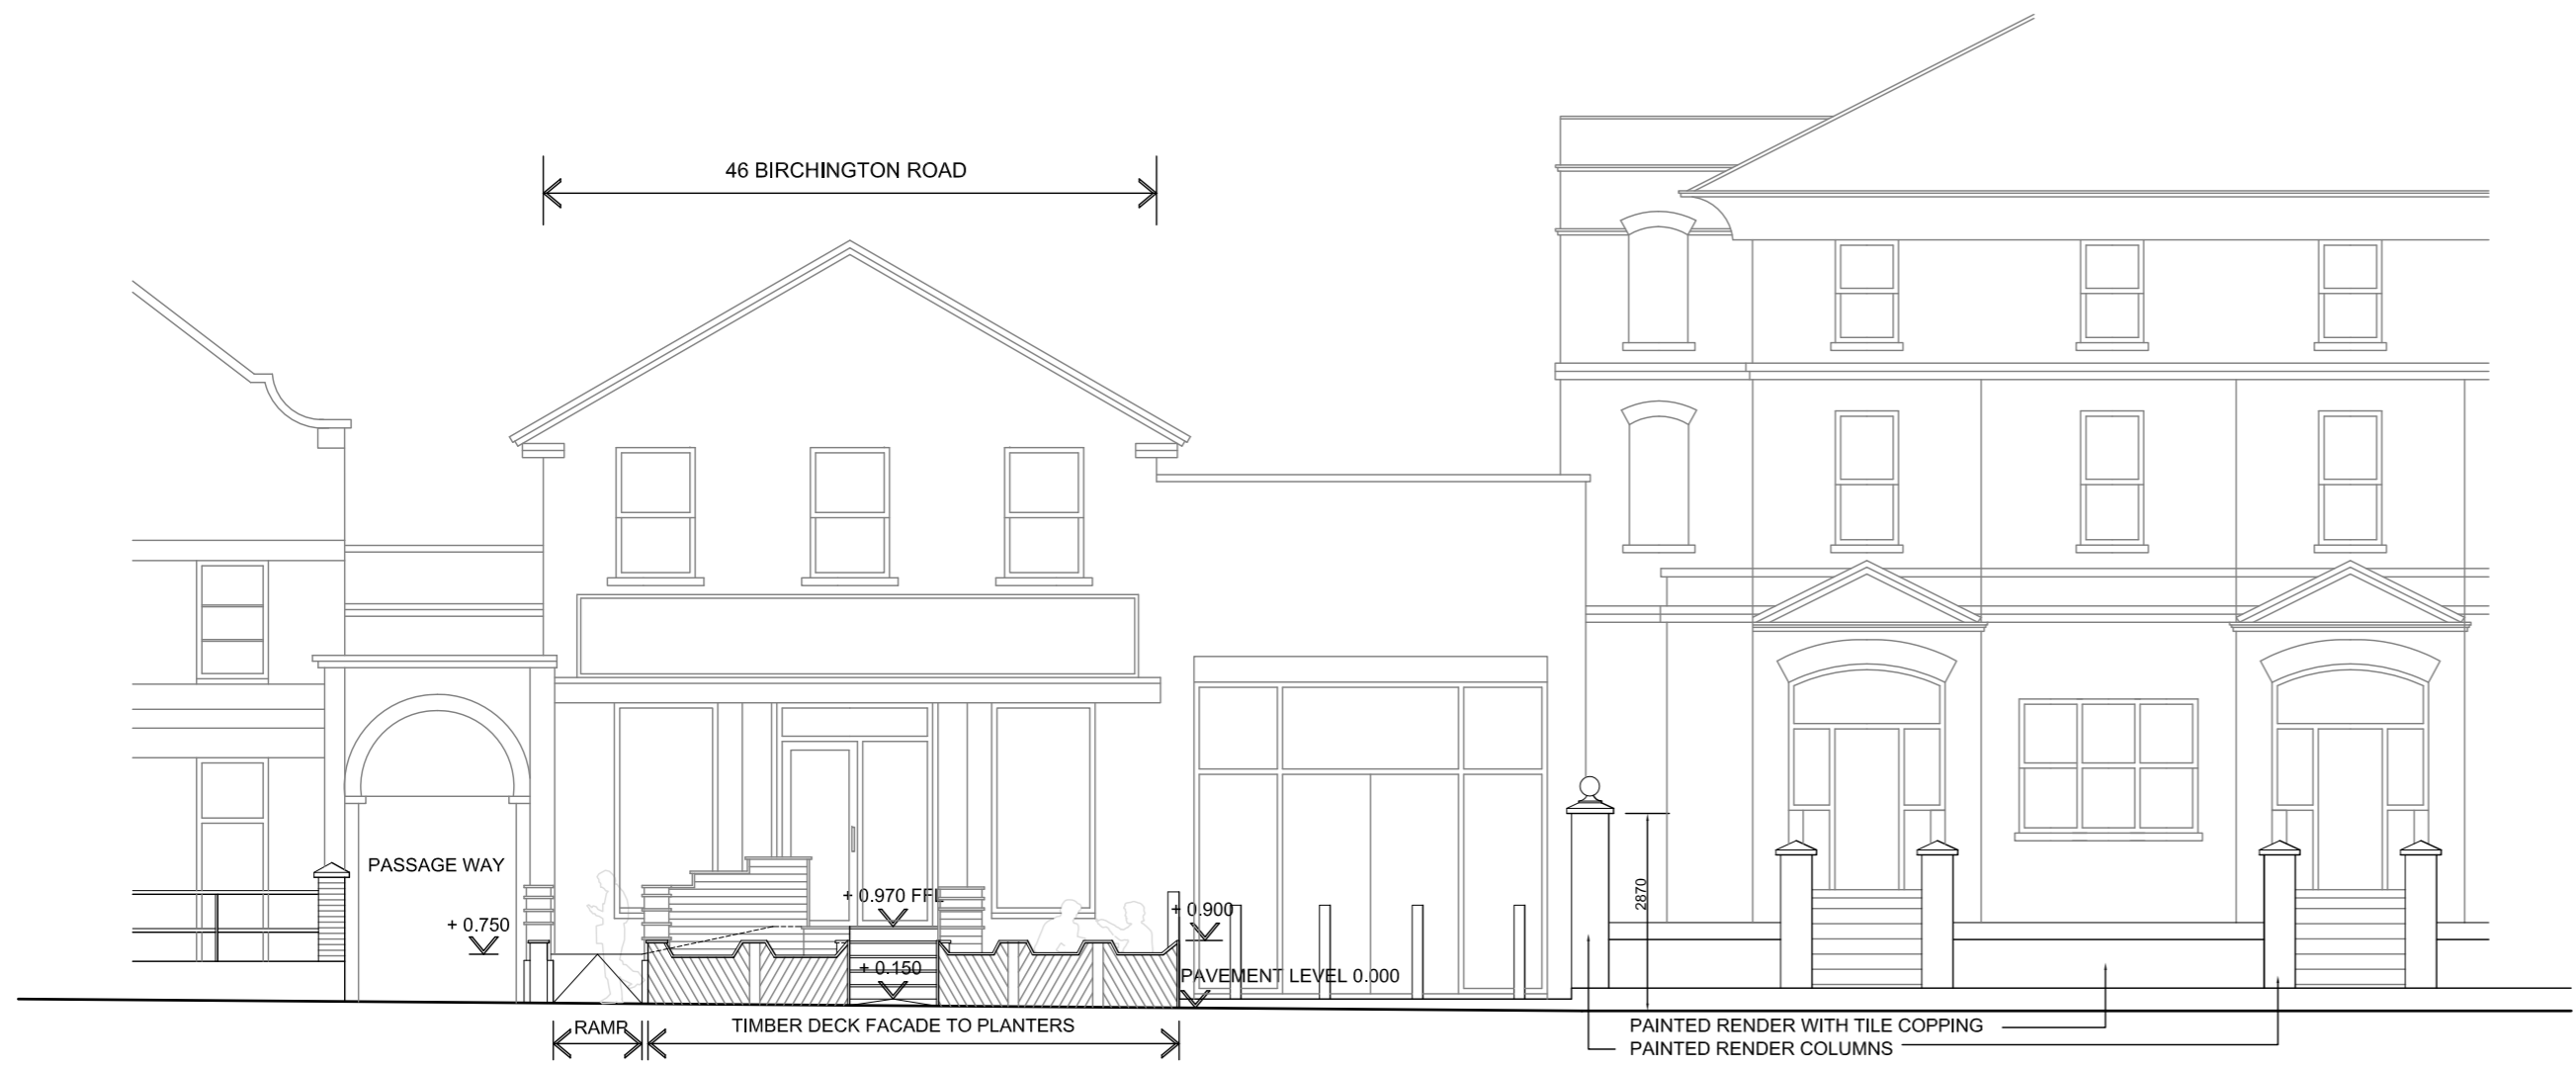 46 BIRCHINGTON ROAD
PASSAGE WAY
+ 0.750
+ 0.970 FFL
+ 0.900
+ 0.150
PAVEMENT LEVEL 0.000
2870
RAMP
TIMBER DECK FACADE TO PLANTERS
PAINTED RENDER WITH TILE COPPING
PAINTED RENDER COLUMNS